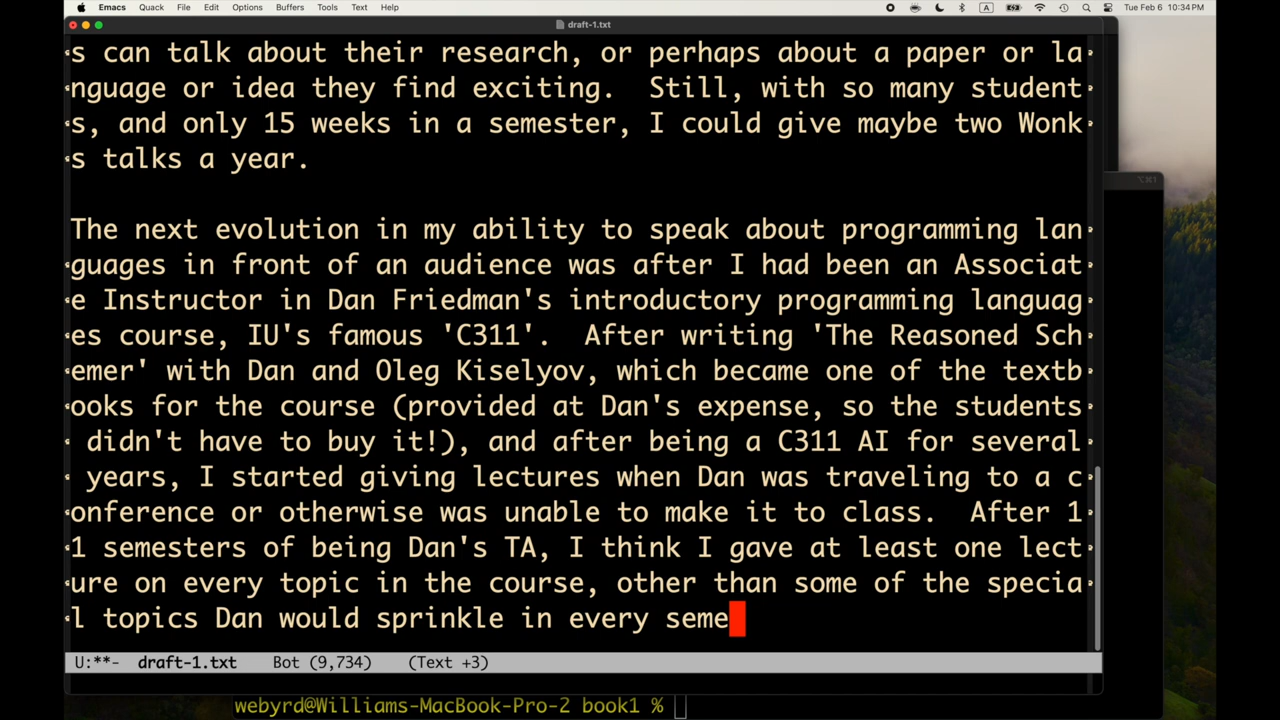 Emacs Quack File Edit Options Buffers Tools Text Help A Tue Feb 6 10:34 PM
draft-1.txt
s can talk about their research, or perhaps about a paper or la
nguage or idea they find exciting.  Still, with so many student
s, and only 15 weeks in a semester, I could give maybe two Wonk
s talks a year.
⌥⌘1
The next evolution in my ability to speak about programming lan
guages in front of an audience was after I had been an Associat
e Instructor in Dan Friedman's introductory programming languag
es course, IU's famous 'C311'.  After writing 'The Reasoned Sch
emer' with Dan and Oleg Kiselyov, which became one of the textb
ooks for the course (provided at Dan's expense, so the students
 didn't have to buy it!), and after being a C311 AI for several
 years, I started giving lectures when Dan was traveling to a c
onference or otherwise was unable to make it to class.  After 1
1 semesters of being Dan's TA, I think I gave at least one lect
ure on every topic in the course, other than some of the specia
l topics Dan would sprinkle in every seme
U:**-  draft-1.txt    Bot (9,734)    (Text +3)
webyrd@Williams-MacBook-Pro-2 book1 %